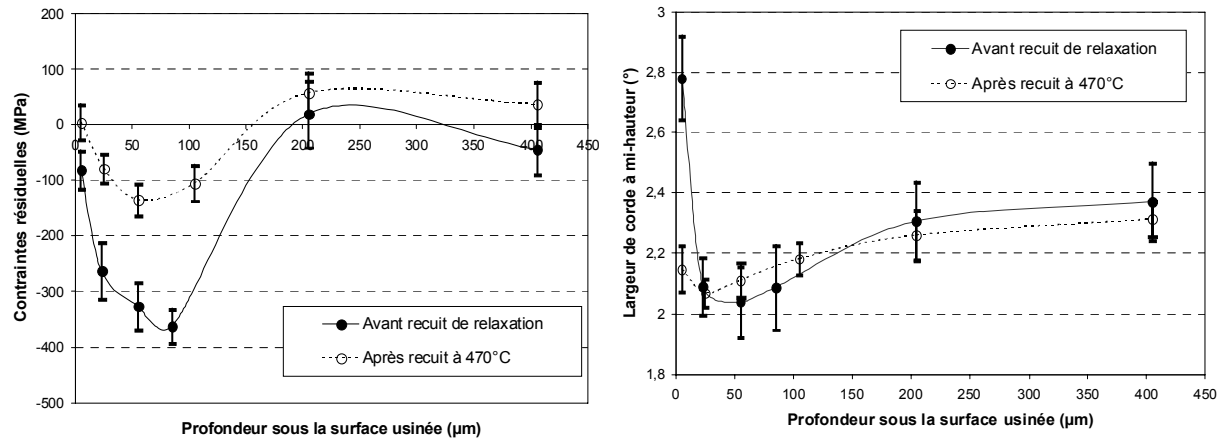 200
100
0
-100
-200
-300
-400
-500
0 50 100 150 200 250 300 350 400 450
Contraintes résiduelles (MPa)
Profondeur sous la surface usinée (µm)
Avant recuit de relaxation
Après recuit à 470°C
3
2,8
2,6
2,4
2,2
2
1,8
0 50 100 150 200 250 300 350 400 450
Largeur de corde à mi-hauteur (°)
Profondeur sous la surface usinée (µm)
Avant recuit de relaxation
Après recuit à 470°C